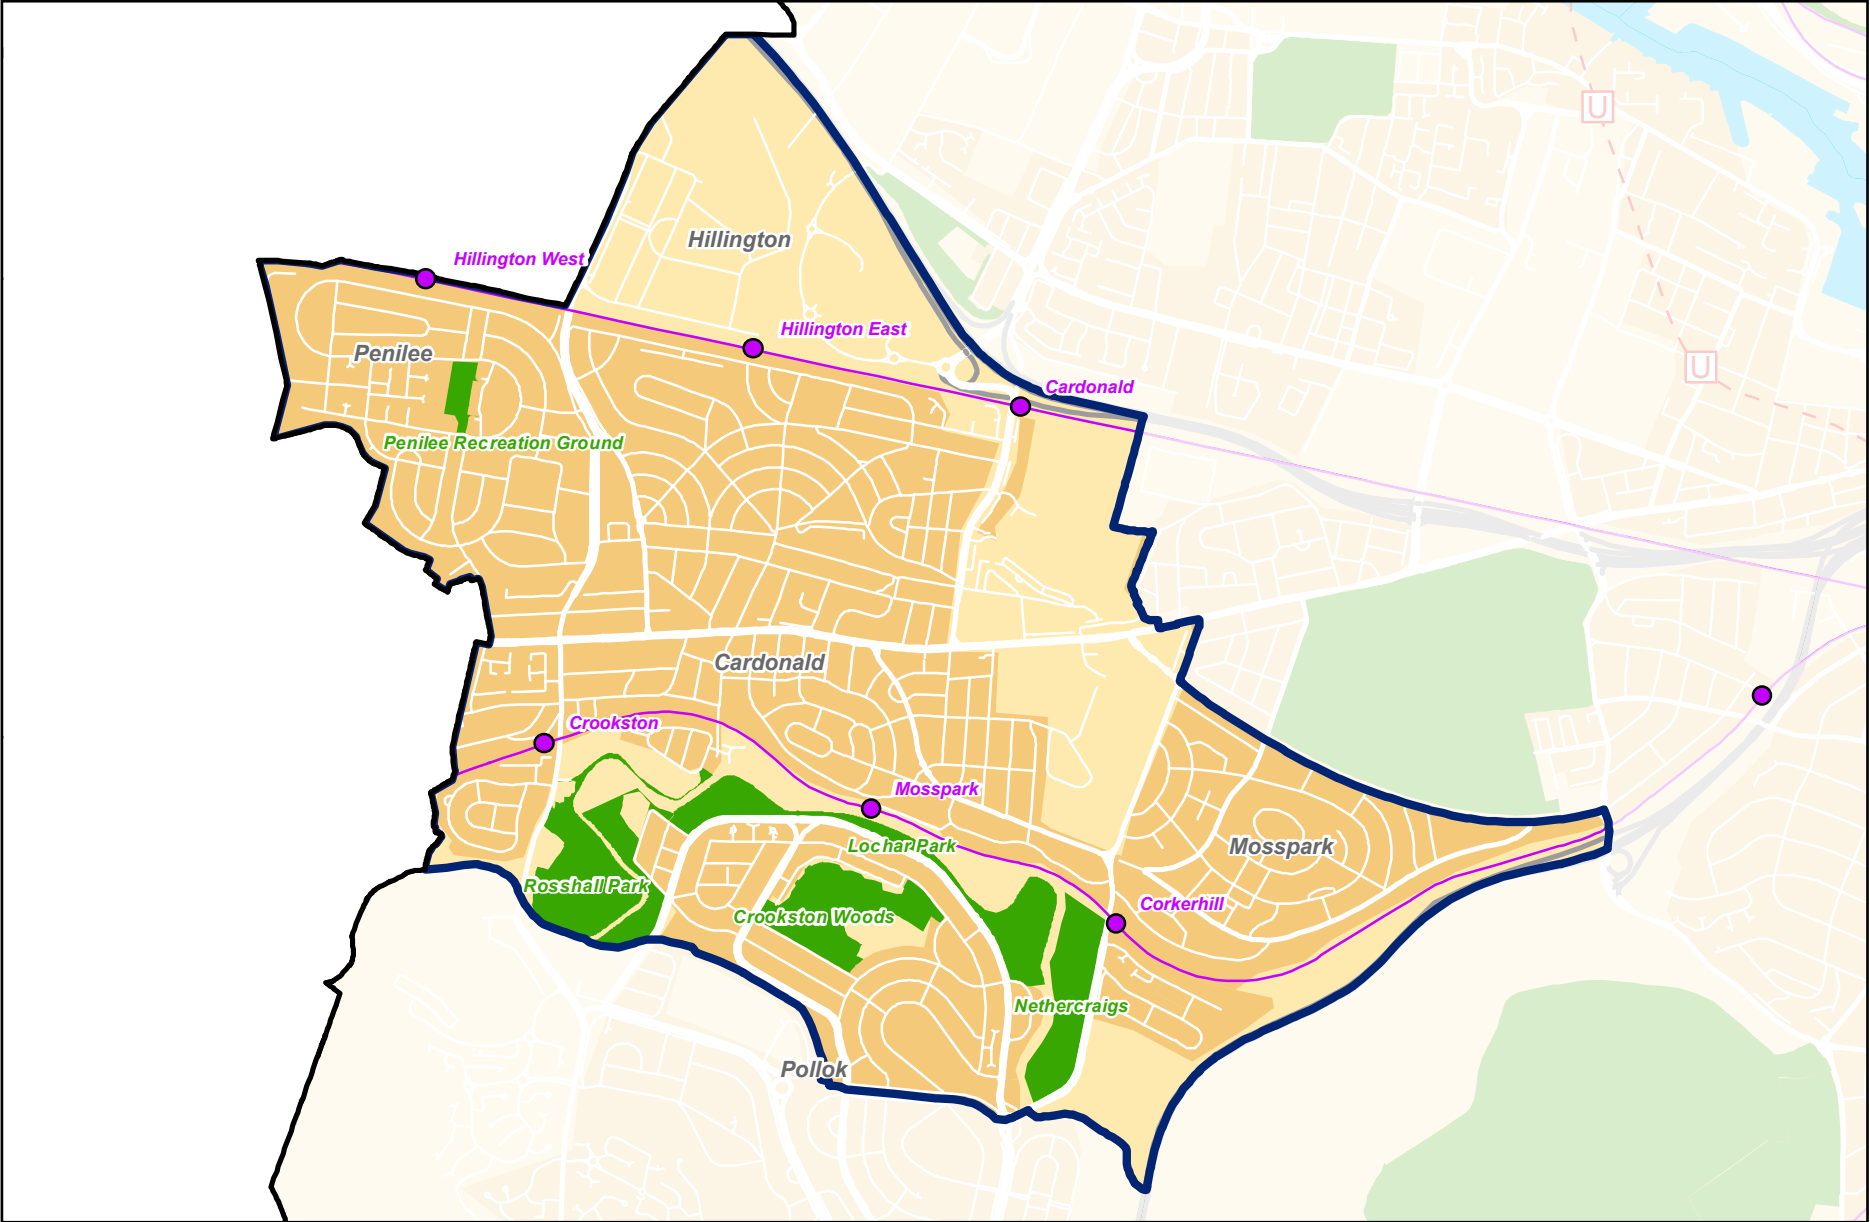 U
Hillington
Hillington West
Hillington East
Penilee
U
Cardonald
Penilee Recreation Ground
Cardonald
Crookston
Mosspark
Lochar Park
Mosspark
Rosshall Park
Corkerhill
Crookston Woods
Nethercraigs
Pollok